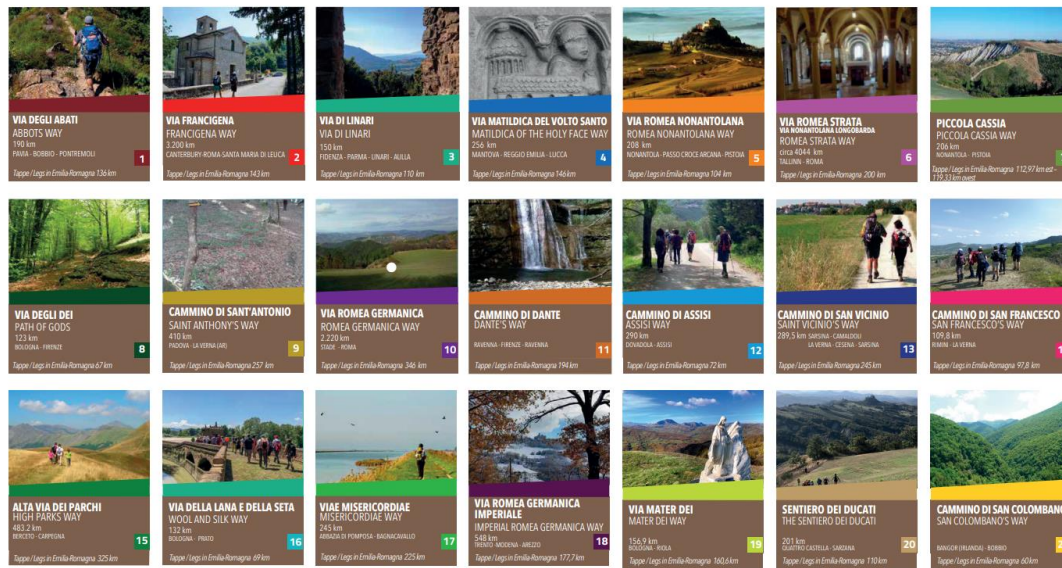 VIA DEGLI ABATI
ABBOTS WAY
190 km
PAVIA - BOBBIO - PONTREMOLI
1
Tappe / Legs in Emilia-Romagna 136 km
VIA FRANCIGENA
FRANCIGENA WAY
3.200 km
CANTERBURY-ROMA-SANTA MARIA DI LEUCA
2
Tappe / Legs in Emilia-Romagna 143 km
VIA DI LINARI
VIA DI LINARI
150 km
FIDENZA - PARMA - LINARI - AULLA
3
Tappe / Legs in Emilia-Romagna 110 km
VIA MATILDICA DEL VOLTO SANTO
MATILDICA OF THE HOLY FACE WAY
256 km
MANTOVA - REGGIO EMILIA - LUCCA
4
Tappe / Legs in Emilia-Romagna 146 km
VIA ROMEA NONANTOLANA
ROMEA NONANTOLANA WAY
208 km
NONANTOLA - PASSO CROCE ARCANA - PISTOIA
5
Tappe / Legs in Emilia-Romagna 104 km
VIA ROMEA STRATA
VIA NONANTOLANA LONGOBARDA
ROMEA STRATA WAY
circa 4044 km
TALLUNN - ROMA
6
Tappe / Legs in Emilia-Romagna 200 km
PICCOLA CASSIA
PICCOLA CASSIA WAY
206 km
NONANTOLA - PISTOIA
Tappe / Legs in Emilia-Romagna 112,97 km est -
119,33 km ovest
VIA DEGLI DEI
PATH OF GODS
123 km
BOLOGNA - FIRENZE
8
Tappe / Legs in Emilia-Romagna 67 km
CAMMINO DI SANT'ANTONIO
SAINT ANTHONY'S WAY
410 km
PADOVA - LA VERNA (AR)
9
Tappe / Legs in Emilia-Romagna 257 km
VIA ROMEA GERMANICA
ROMEA GERMANICA WAY
2.220 km
STADE - ROMA
10
Tappe / Legs in Emilia-Romagna 346 km
CAMMINO DI DANTE
DANTE'S WAY
RAVENNA - FIRENZE - RAVENNA
11
Tappe / Legs in Emilia-Romagna 194 km
CAMMINO DI ASSISI
ASSISI WAY
290 km
DOVADOLA - ASSISI
12
Tappe / Legs in Emilia-Romagna 72 km
CAMMINO DI SAN VICINIO
SAINT VICINIO'S WAY
289,5 km SARSINA - CAMALDOLI
LA VERNA - CESENA - SARSINA
13
Tappe / Legs in Emilia-Romagna 245 km
CAMMINO DI SAN FRANCESCO
SAN FRANCESCO'S WAY
109,8 km
RIMINI - LA VERNA
1
Tappe / Legs in Emilia-Romagna 97,8 km
ALTA VIA DEI PARCHI
HIGH PARKS WAY
483.2 km
BERCETO - CARPEGNA
15
Tappe / Legs in Emilia-Romagna 325 km
VIA DELLA LANA E DELLA SETA
WOOL AND SILK WAY
132 km
BOLOGNA - PRATO
16
Tappe / Legs in Emilia-Romagna 69 km
VIAE MISERICORDIAE
MISERICORDIAE WAY
245 km
ABBAZIA DI POMPOSA - BAGNACAVALLO
17
Tappe / Legs in Emilia-Romagna 225 km
VIA ROMEA GERMANICA
IMPERIALE
IMPERIAL ROMEA GERMANICA WAY
548 km
TRENTO -MODENA - AREZZO
18
Tappe / Legs in Emilia-Romagna 177,7 km
VIA MATER DEI
MATER DEI WAY
156,9 km
BOLOGNA - RIOLA
19
Tappe / Legs in Emilia-Romagna 160,6 km
SENTIERO DEI DUCATI
THE SENTIERO DEI DUCATI
201 km
QUATTRO CASTELLA - SARZANA
20
Tappe / Legs in Emilia-Romagna 110 km
CAMMINO DI SAN COLOMBANO
SAN COLOMBANO'S WAY
BANGOR (IRLANDA) - BOBBIO
2
Tappe / Legs in Emilia-Romagna 60 km